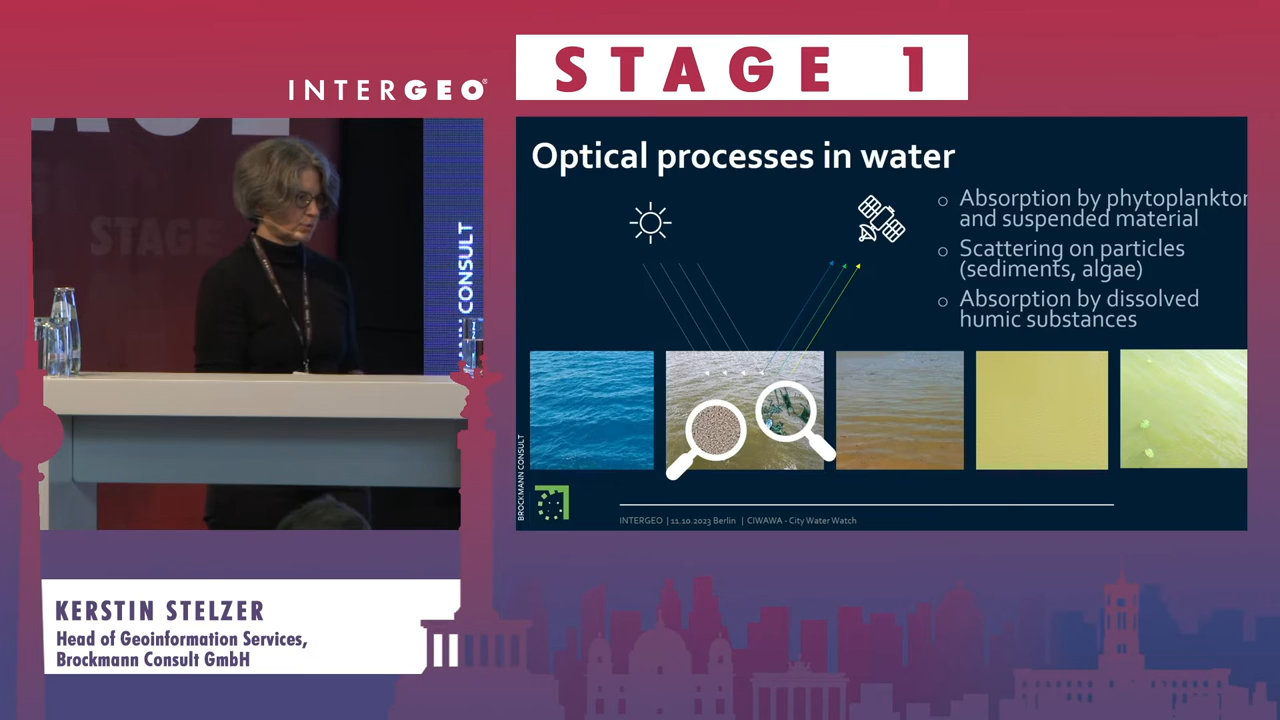 STAGE 1
INTERGEO®
Optical processes in water
Absorption by phytoplankton
and suspended material
Scattering on particles
(sediments, algae)
Absorption by dissolved
humic substances
STAGE
CONSULT
BROCKMANN CONSULT
INTERGEO | 11.10.2023 Berlin | CIWAWA - City Water Watch
KERSTIN STELZER
Head of Geoinformation Services,
Brockmann Consult GmbH